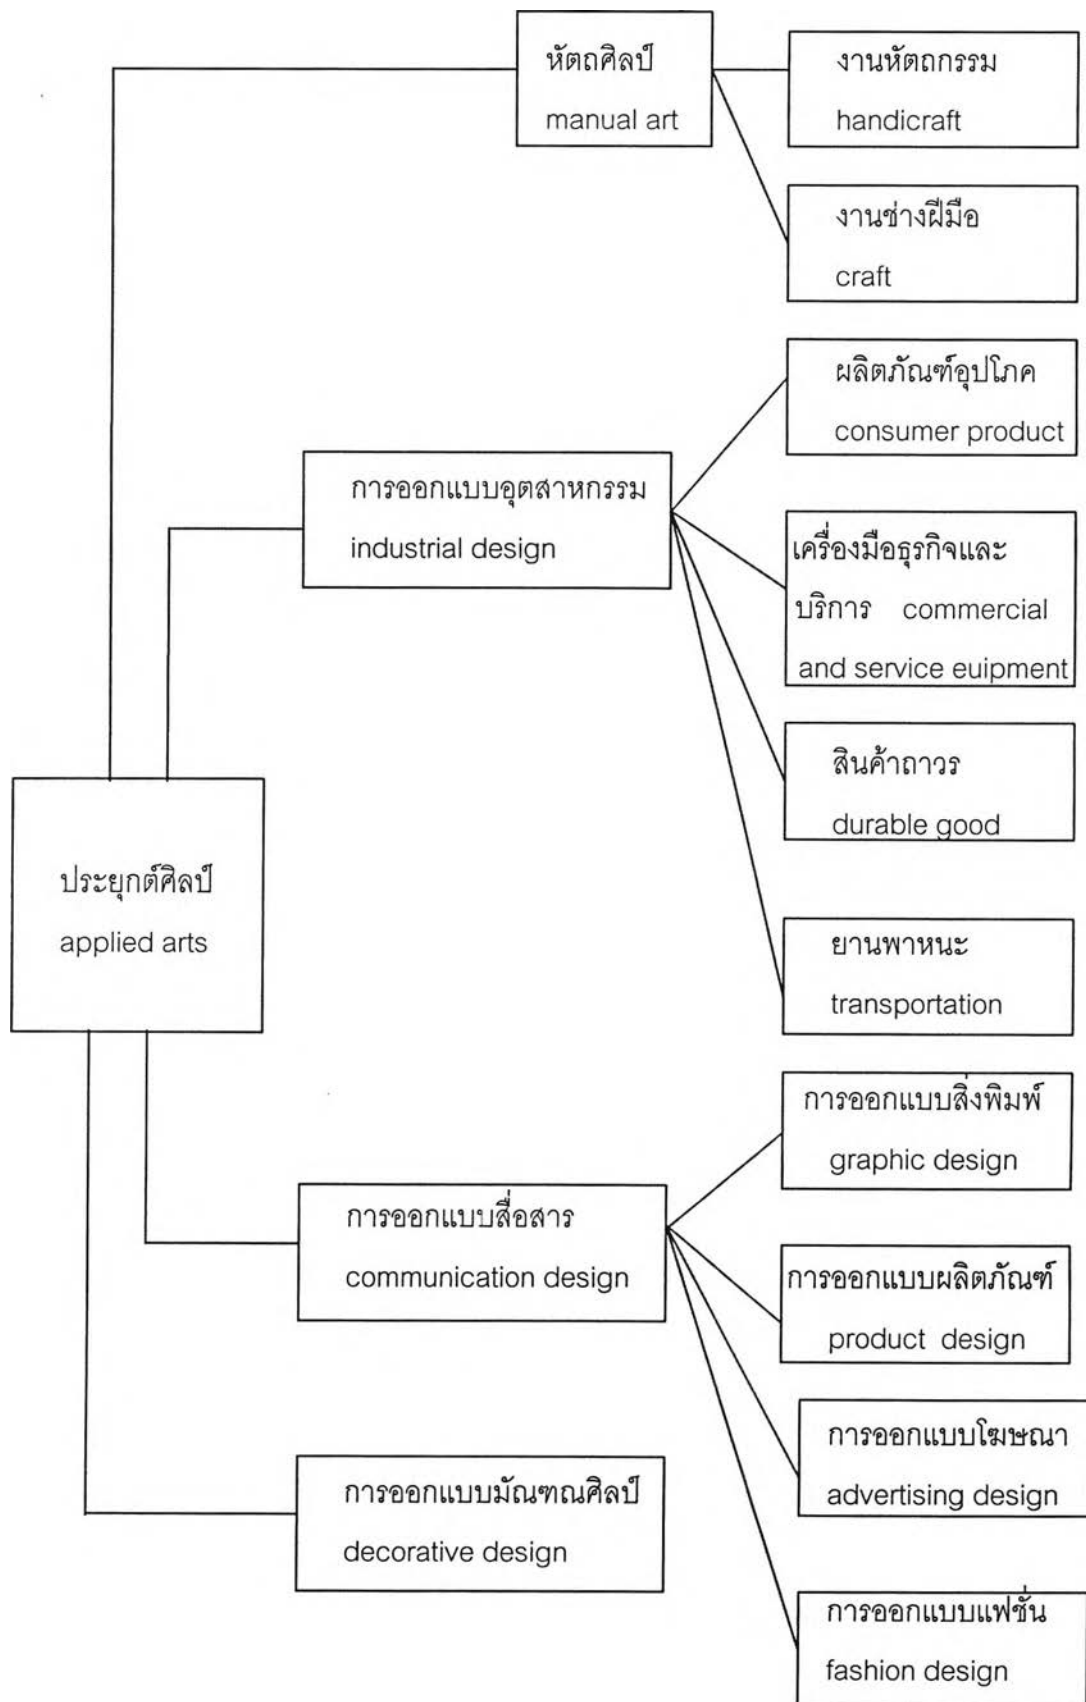 หัตถศิลป์
manual art
งานหัตถกรรม
handicraft
งานช่างฝีมือ
craft
ผลิตภัณฑ์อุปโภค
consumer product
การออกแบบอุตสาหกรรม
industrial design
เครื่องมือธุรกิจและ
บริการ commercial
and service euipment
สินค้าถาวร
durable good
ประยุกต์ศิลป์
applied arts
ยานพาหนะ
transportation
การออกแบบสิ่งพิมพ์
graphic design
การออกแบบสื่อสาร
communication design
การออกแบบผลิตภัณฑ์
product design
การออกแบบโฆษณา
advertising design
การออกแบบมัณฑณศิลป์
decorative design
การออกแบบแฟชั่น
fashion design